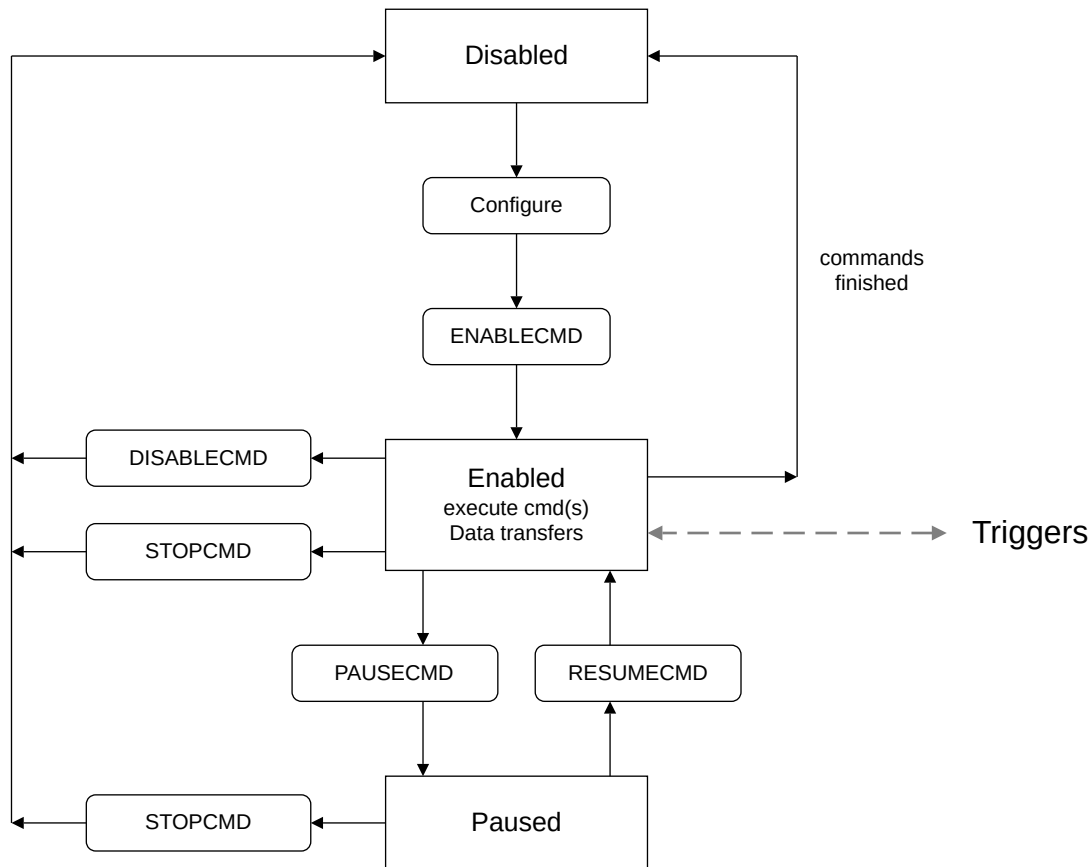 Disabled
Configure
commands
finished
ENABLECMD
DISABLECMD
Enabled
execute cmd(s)
Data transfers
STOPCMD
Triggers
PAUSECMD
RESUMECMD
STOPCMD
Paused